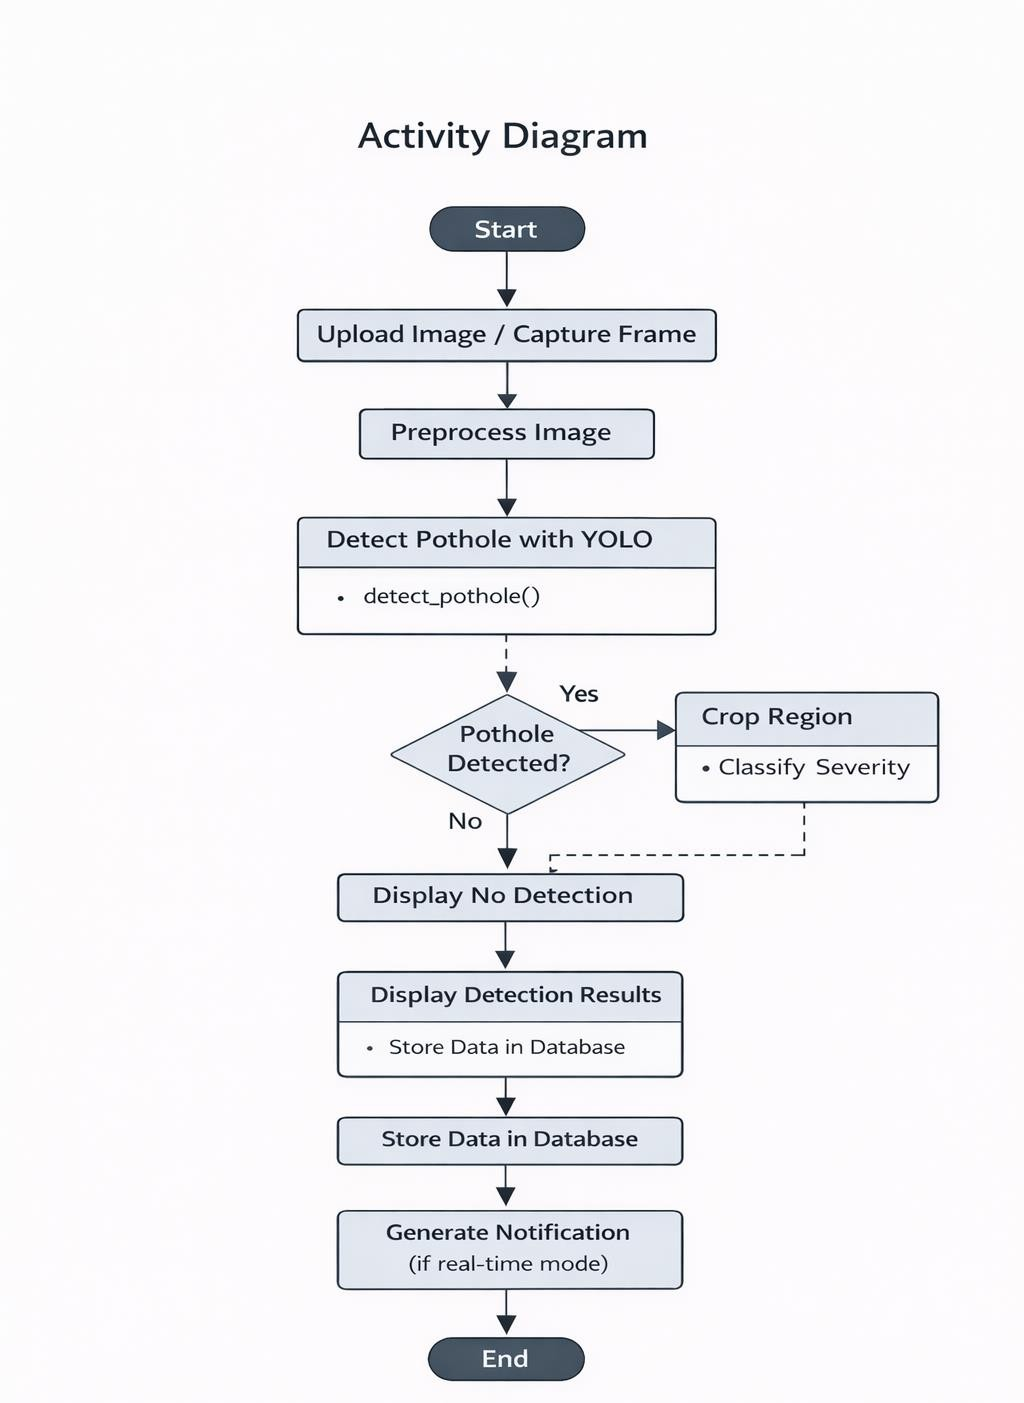 Activity Diagram
Start
Upload Image / Capture Frame
Preprocess Image
Detect Pothole with YOLO
• detect_pothole()
Yes
Pothole
Detected?
Crop Region
• Classify Severity
No
Display No Detection
Display Detection Results
• Store Data in Database
Store Data in Database
Generate Notification
(if real-time mode)
End